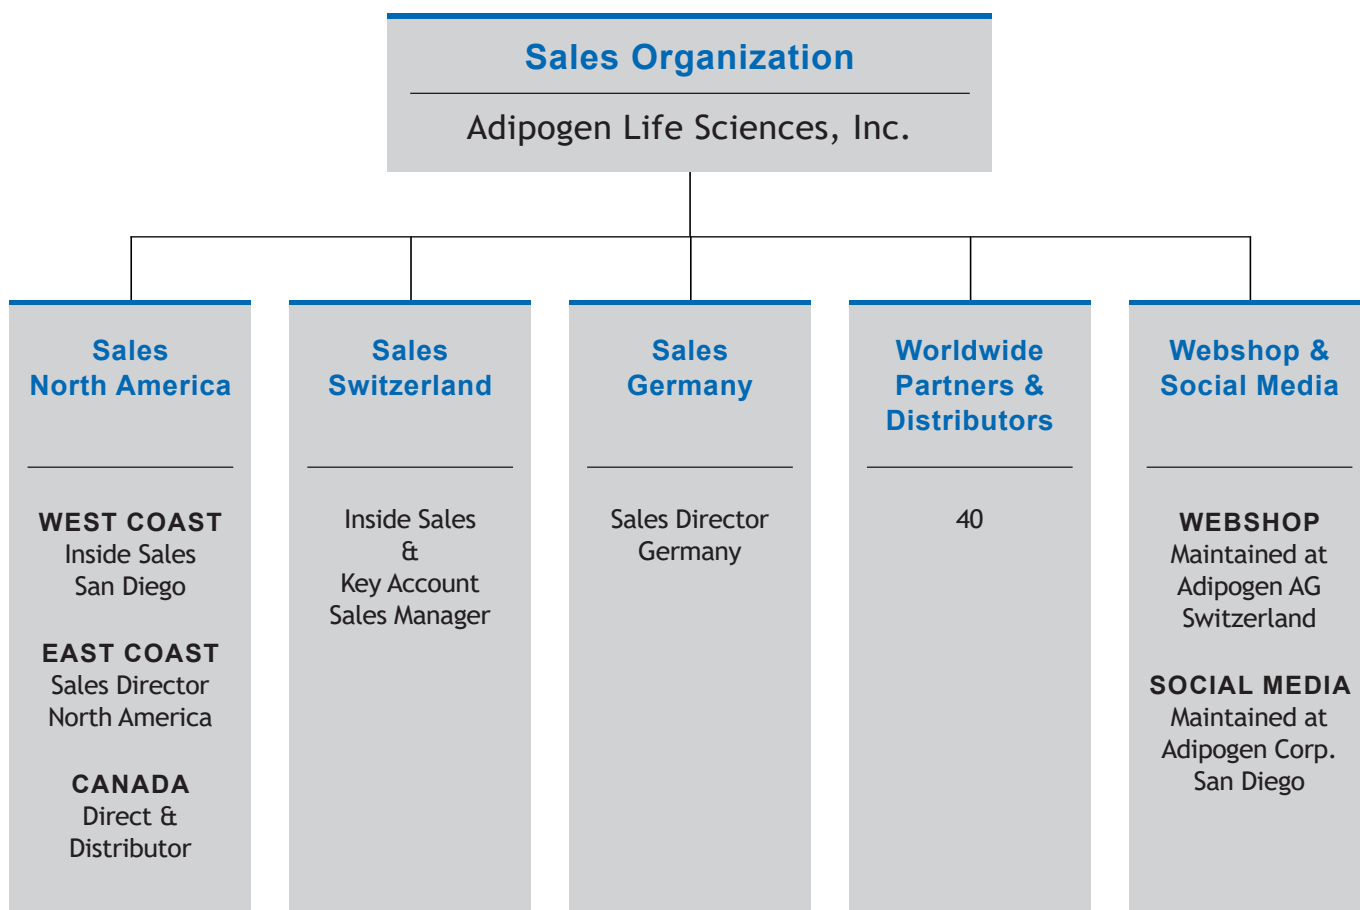 Sales Organization
Adipogen Life Sciences, Inc.
Sales
North America
WEST COAST
Inside Sales
San Diego
EAST COAST
Sales Director
North America
CANADA
Direct &
Distributor
Sales
Switzerland
Inside Sales
&
Key Account
Sales Manager
Sales
Germany
Sales Director
Germany
Worldwide
Partners &
Distributors
40
Webshop &
Social Media
WEBSHOP
Maintained at
Adipogen AG
Switzerland
SOCIAL MEDIA
Maintained at
Adipogen Corp.
San Diego